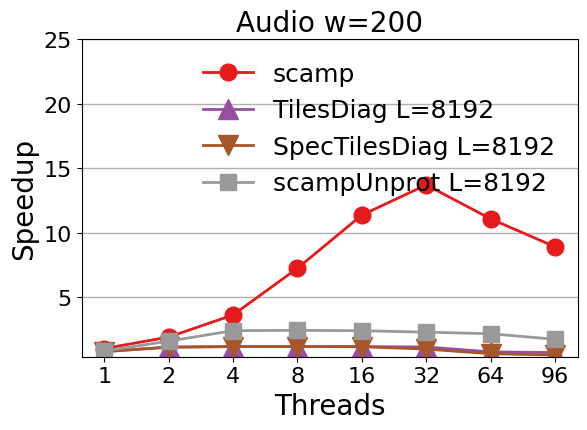 Audio w=200
25
20
15
10
5
Speedup
scamp
TilesDiag L=8192
SpecTilesDiag L=8192
scampUnprot L=8192
1 2 4 8 16 32 64 96
Threads